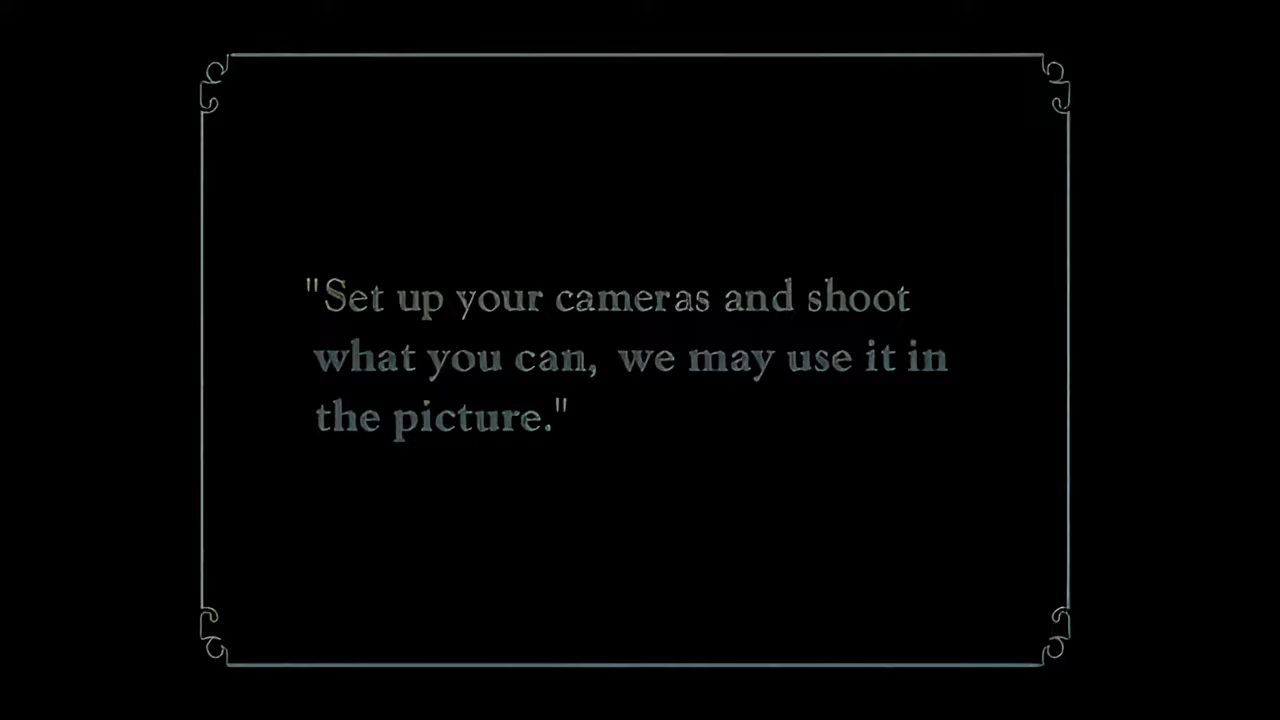 "Set up your cameras and shoot
what you can, we may use it in
the picture."